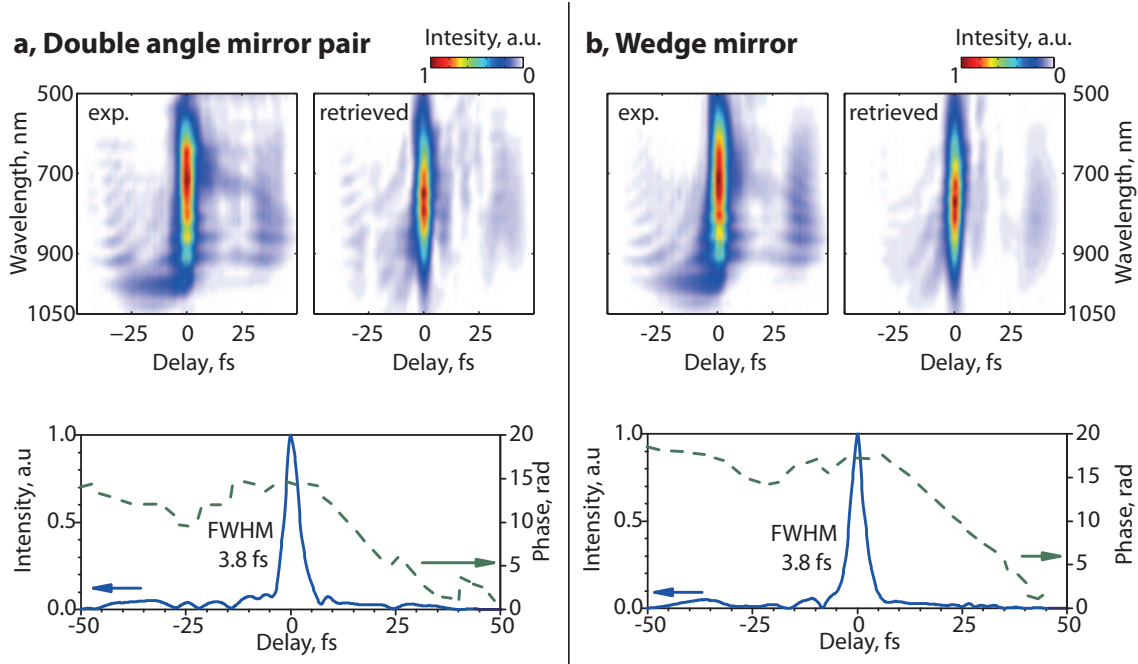 a, Double angle mirror pair
Intesity, a.u.
1 0
exp.
retrieved
500
700
900
1050
Wavelength, nm
−25 0 25
Delay, fs
−25 0 25
Delay, fs
1.0
0.5
0.0
Intensity, a.u
FWHM
3.8 fs
20
15
10
5
0
Phase, rad
-50 -25 0 25 50
Delay, fs
b, Wedge mirror
Intesity, a.u.
1 0
exp.
retrieved
500
700
900
1050
Wavelength, nm
-25 0 25
Delay, fs
-25 0 25
Delay, fs
1.0
0.5
0.0
Intensity, a.u
FWHM
3.8 fs
20
15
10
5
0
Phase, rad
-50 -25 0 25 50
Delay, fs